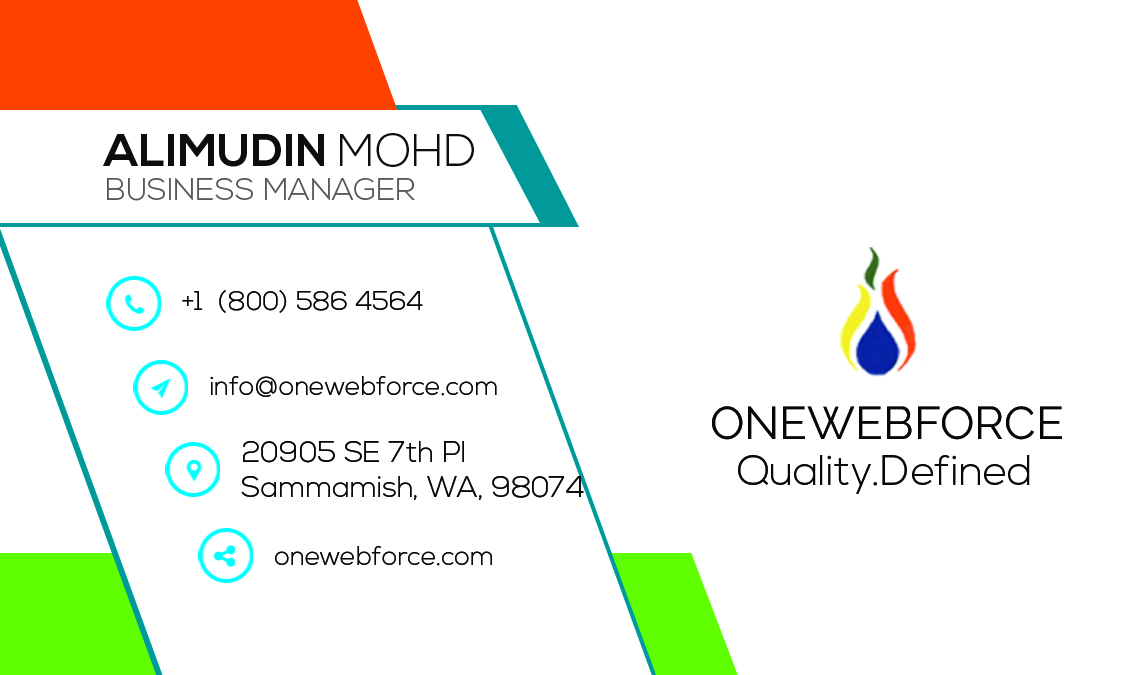 ALIMUDIN MOHD
BUSINESS MANAGER
+1 (800) 586 4564
info@onewebforce.com
20905 SE 7th Pl
Sammamish, WA, 98074
onewebforce.com
ONEWEBFORCE
Quality.Defined